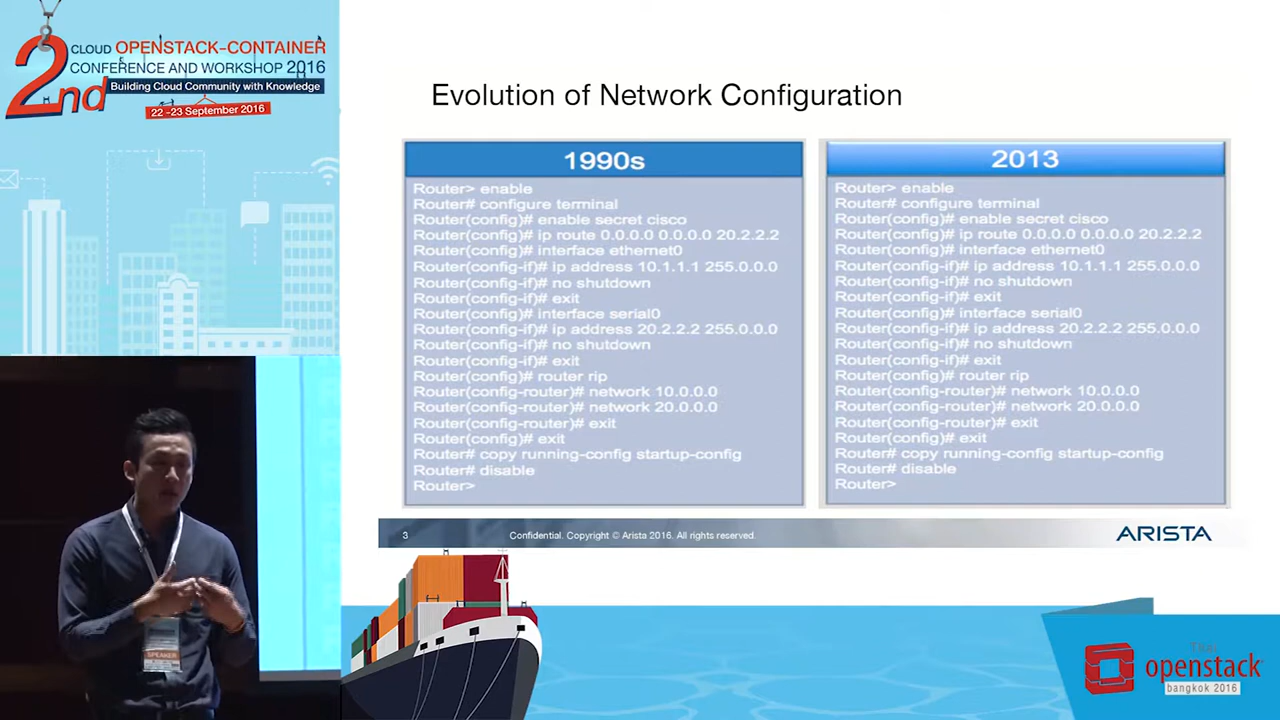 2nd
CLOUD OPENSTACK-CONTAINER
CONFERENCE AND WORKSHOP 2016
Building Cloud Community with Knowledge
22 -23 September 2016
Evolution of Network Configuration
1990s
Router> enable
Router# configure terminal
Router(config)# enable secret cisco
Router(config)# ip route 0.0.0.0 0.0.0.0 20.2.2.2
Router(config)# interface ethernet0
Router(config-if)# ip address 10.1.1.1 255.0.0.0
Router(config-if)# no shutdown
Router(config-if)# exit
Router(config)# interface serial0
Router(config-if)# ip address 20.2.2.2 255.0.0.0
Router(config-if)# no shutdown
Router(config-if)# exit
Router(config)# router rip
Router(config-router)# network 10.0.0.0
Router(config-router)# network 20.0.0.0
Router(config-router)# exit
Router(config)# exit
Router# copy running-config startup-config
Router# disable
Router>
2013
Router> enable
Router# configure terminal
Router(config)# enable secret cisco
Router(config)# ip route 0.0.0.0 0.0.0.0 20.2.2.2
Router(config)# interface ethernet0
Router(config-if)# ip address 10.1.1.1 255.0.0.0
Router(config-if)# no shutdown
Router(config-if)# exit
Router(config)# interface serial0
Router(config-if)# ip address 20.2.2.2 255.0.0.0
Router(config-if)# no shutdown
Router(config-if)# exit
Router(config)# router rip
Router(config-router)# network 10.0.0.0
Router(config-router)# network 20.0.0.0
Router(config-router)# exit
Router(config)# exit
Router# copy running-config startup-config
Router# disable
Router>
3
Confidential. Copyright © Arista 2016. All rights reserved.
ARISTA
SPEAKER
Thai
openstack
bangkok 2016